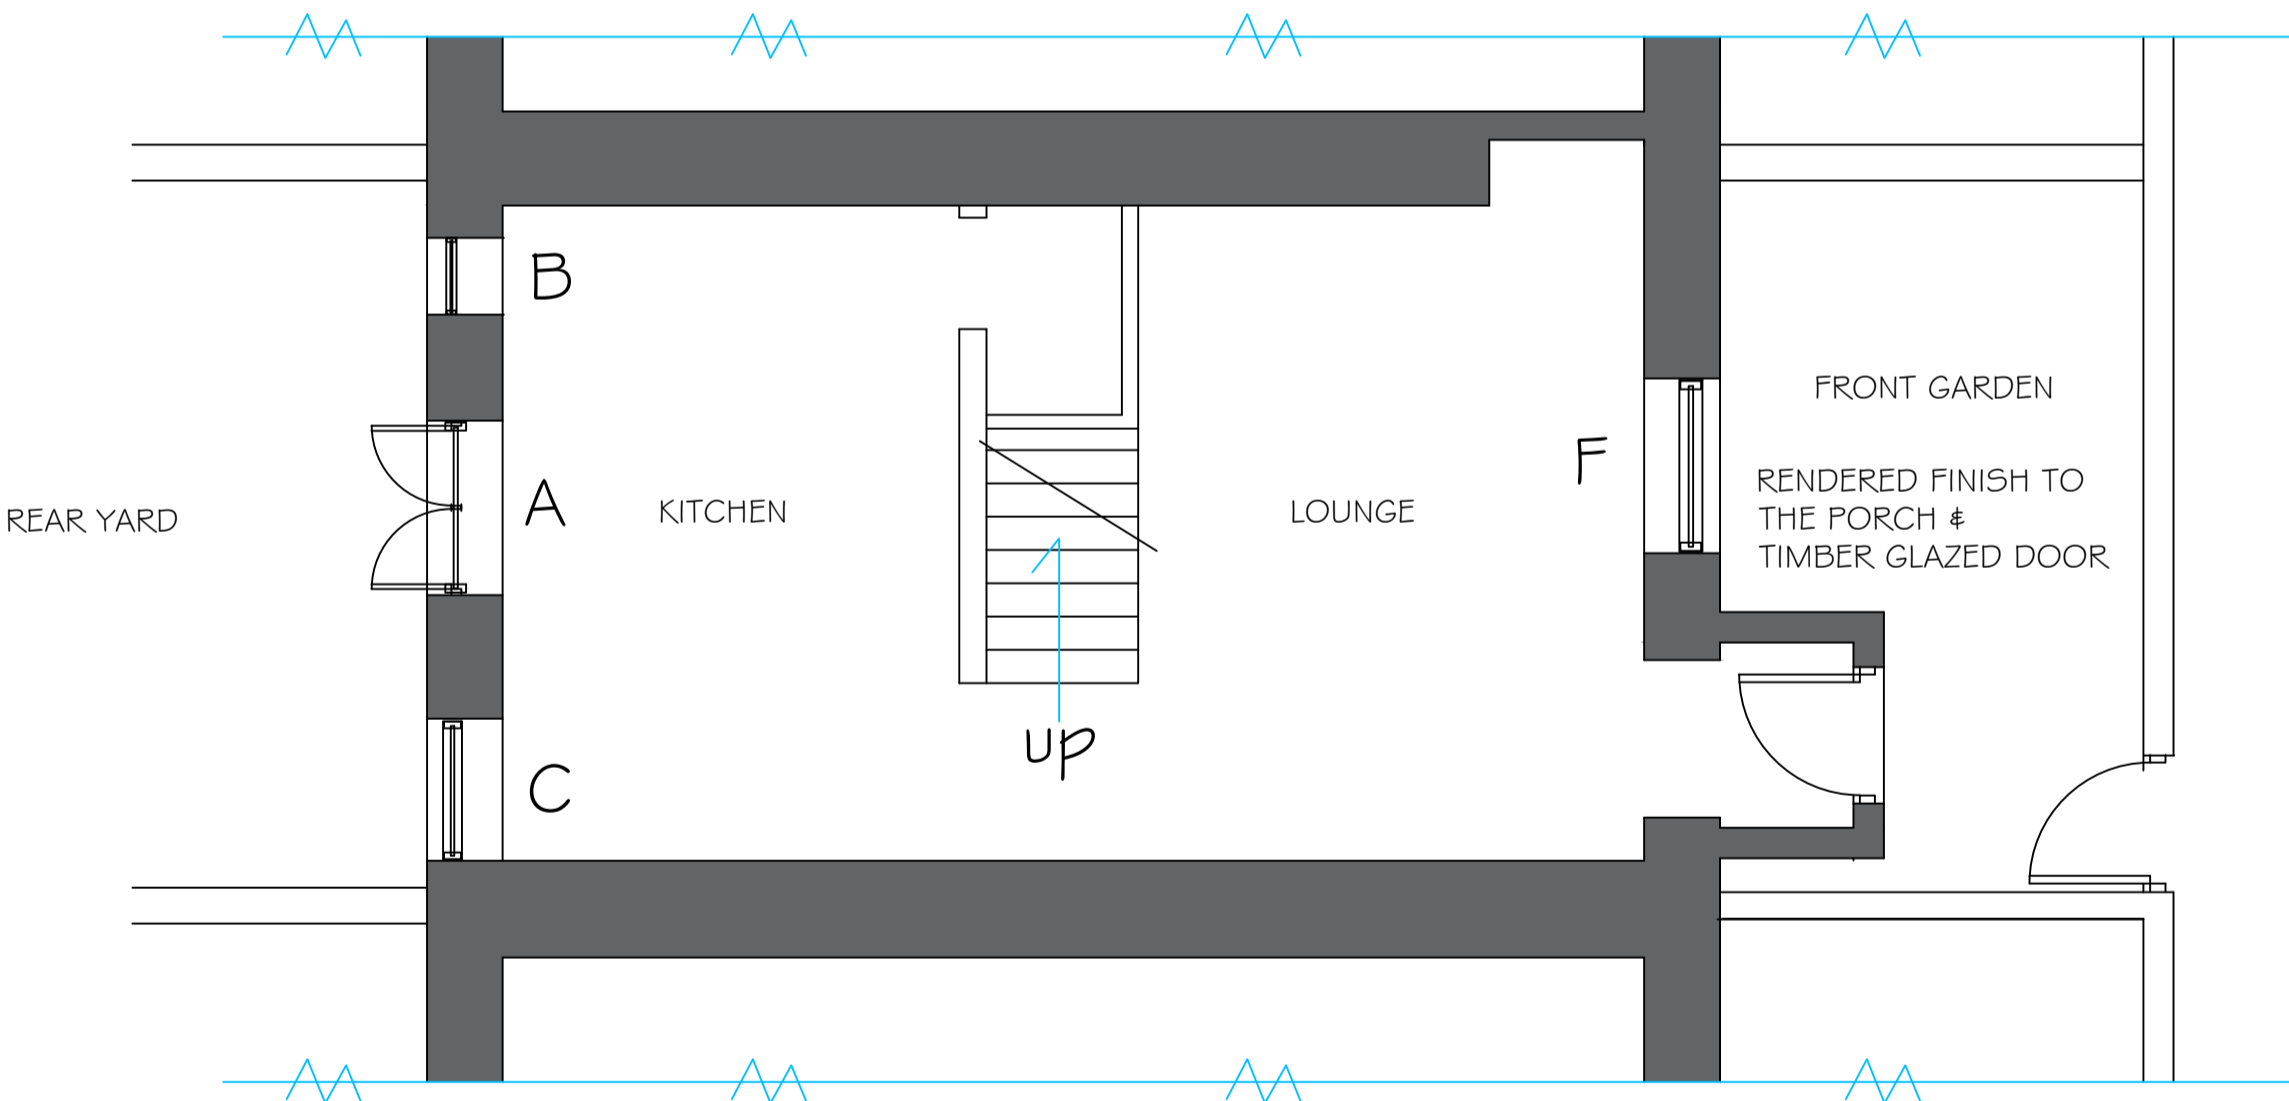 B
FRONT GARDEN
F
RENDERED FINISH TO
THE PORCH &
TIMBER GLAZED DOOR
REAR YARD
A
KITCHEN
LOUNGE
UP
C